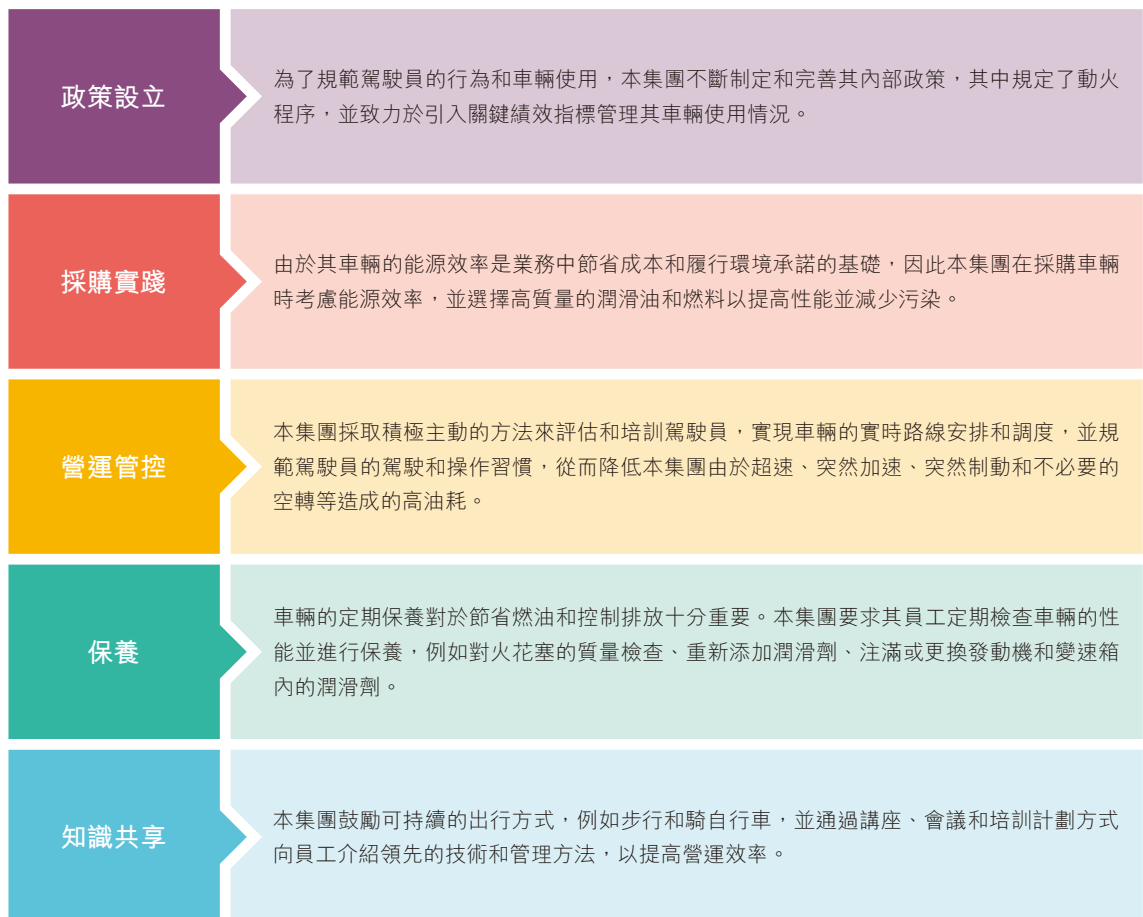 政策設立
為了規範駕駛員的行為和車輛使用，本集團不斷制定和完善其內部政策，其中規定了動火
程序，並致力於引入關鍵績效指標管理其車輛使用情況。
採購實踐
由於其車輛的能源效率是業務中節省成本和履行環境承諾的基礎，因此本集團在採購車輛
時考慮能源效率，並選擇高質量的潤滑油和燃料以提高性能並減少污染。
營運管控
本集團採取積極主動的方法來評估和培訓駕駛員，實現車輛的實時路線安排和調度，並規
範駕駛員的駕駛和操作習慣，從而降低本集團由於超速、突然加速、突然制動和不必要的
空轉等造成的高油耗。
保養
車輛的定期保養對於節省燃油和控制排放十分重要。本集團要求其員工定期檢查車輛的性
能並進行保養，例如對火花塞的質量檢查、重新添加潤滑劑、注滿或更換發動機和變速箱
內的潤滑劑。
知識共享
本集團鼓勵可持續的出行方式，例如步行和騎自行車，並通過講座、會議和培訓計劃方式
向員工介紹領先的技術和管理方法，以提高營運效率。